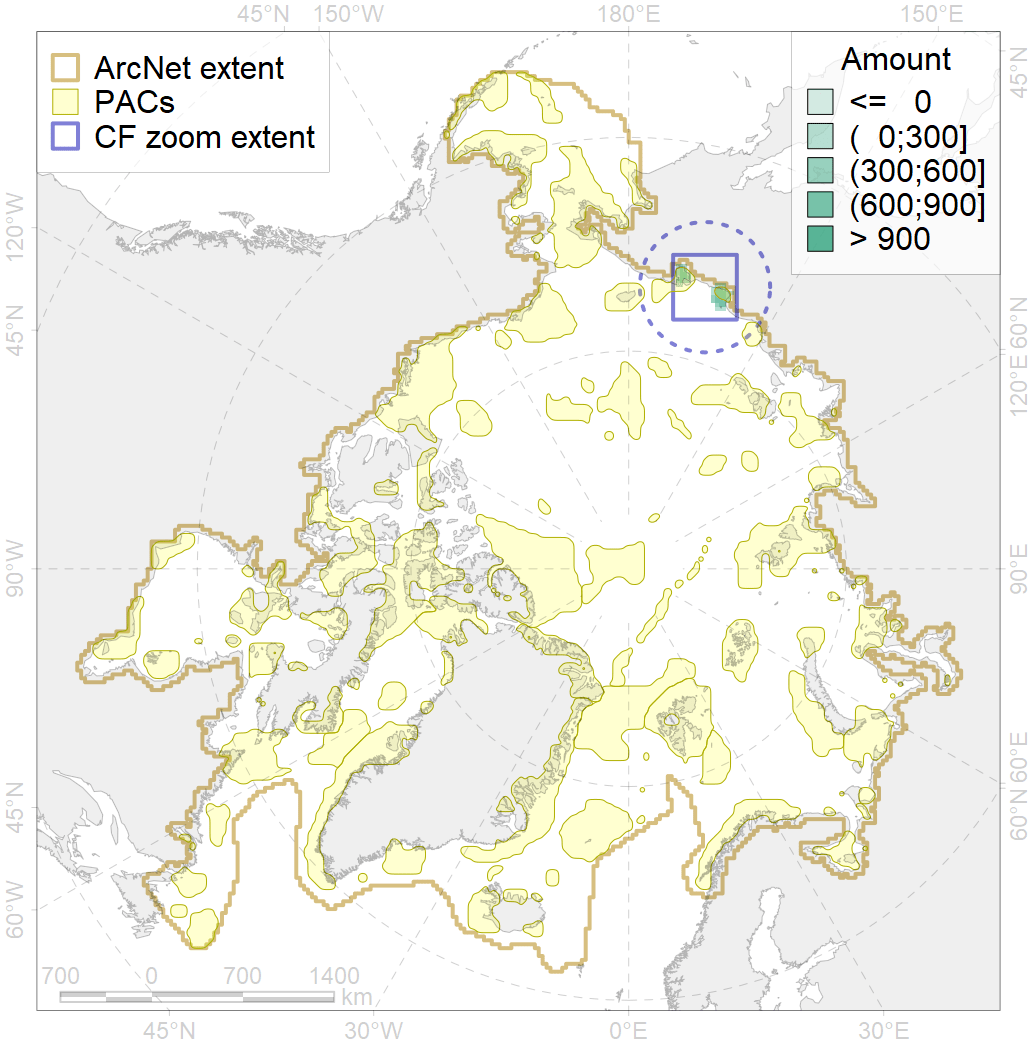 45°N 150°W 180°E 150°E
ArcNet extent
PACs
CF zoom extent
Amount
<= 0
( 0;300]
(300;600]
(600;900]
> 900
45°N
120°W
45°N
90°W
45°N
60°W
60°N
120°E
90°E
60°E
60°N
700 0 700 1400
km
45°N 30°W 0°E 30°E